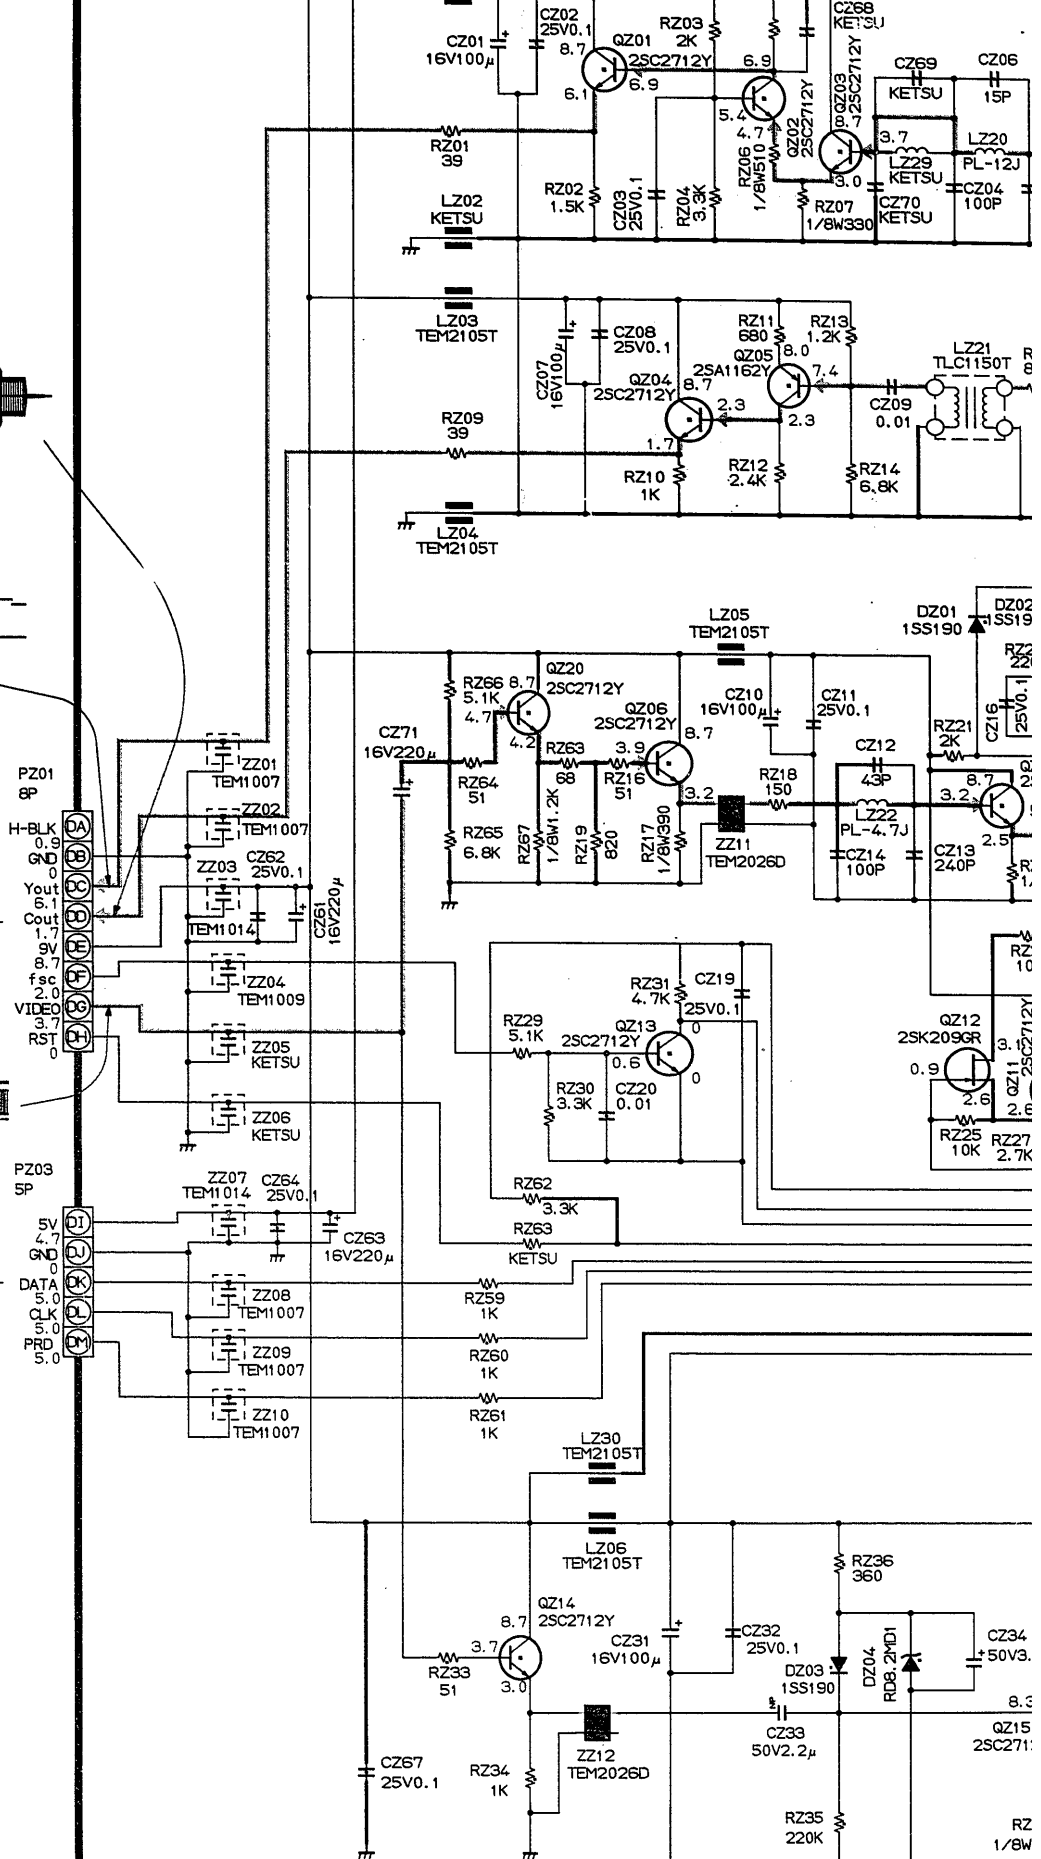 CZ02
25V0.1
CZ01
16V100μ
8.7
QZ01
2SC2712Y
6.9
6.1
RZ03
2K
6.9
5.4
4.7
QZ02
2SC2712Y
CZ68
KETSU
QZ03
2SC2712Y
8.7
3.7
3.0
CZ69
KETSU
CZ06
15P
LZ20
PL-12J
LZ29
KETSU
CZ70
KETSU
CZ04
100P
RZ01
39
RZ02
1.5K
CZ03
25V0.1
RZ04
3.3K
RZ06
1/8W510
RZ07
1/8W330
LZ02
KETSU
LZ03
TEM2105T
CZ07
16V100μ
CZ08
25V0.1
RZ11
680
RZ13
1.2K
8.0
QZ05
2SA1162Y
7.4
2.3
QZ04
2SC2712Y
8.7
2.3
1.7
CZ09
0.01
LZ21
TLC1150T
RZ09
39
RZ10
1K
RZ12
2.4K
RZ14
6.8K
LZ04
TEM2105T
LZ05
TEM2105T
DZ01
1SS190
DZ02
1SS19
RZ66
5.1K
4.7
8.7
QZ20
2SC2712Y
4.2
QZ06
2SC2712Y
8.7
3.9
3.2
CZ10
16V100μ
CZ11
25V0.1
CZ16
25V0.1
RZ21
2K
CZ71
16V220μ
RZ64
51
RZ63
68
RZ16
51
RZ18
150
CZ12
43P
LZ22
PL-4.7J
3.2
8.7
2.5
RZ65
6.8K
RZ67
1/8W1.2K
RZ19
820
RZ17
1/8W390
ZZ11
TEM2026D
CZ14
100P
CZ13
240P
PZ01
8P
H-BLK DA
0.9
GND DB
0
Yout DC
6.1
Cout DD
1.7
9V DE
8.7
fsc DF
2.0
VIDEO DG
3.7
RST DH
0
ZZ01
TEM1007
ZZ02
TEM1007
ZZ03
TEM1014
CZ62
25V0.1
CZ61
16V220μ
ZZ04
TEM1009
ZZ05
KETSU
ZZ06
KETSU
RZ29
5.1K
QZ13
2SC2712Y
0.6
0
0
RZ31
4.7K
CZ19
25V0.1
RZ30
3.3K
CZ20
0.01
QZ12
2SK209GR
0.9
3.1
2.6
QZ11
2SC2712Y
2.6
RZ25
10K
RZ27
2.7K
PZ03
5P
5V DI
4.7
GND DJ
0
DATA DK
5.0
CLK DL
5.0
PRD DM
5.0
ZZ07
TEM1014
CZ64
25V0.1
CZ63
16V220μ
ZZ08
TEM1007
ZZ09
TEM1007
ZZ10
TEM1007
RZ62
3.3K
RZ63
KETSU
RZ59
1K
RZ60
1K
RZ61
1K
LZ30
TEM2105T
LZ06
TEM2105T
QZ14
2SC2712Y
8.7
3.7
3.0
RZ33
51
CZ31
16V100μ
CZ32
25V0.1
RZ36
360
DZ03
1SS190
DZ04
RD8.2MD1
CZ34
50V3.
8.3
QZ15
2SC271
CZ33
50V2.2μ
ZZ12
TEM2026D
CZ67
25V0.1
RZ34
1K
RZ35
220K
RZ
1/8W